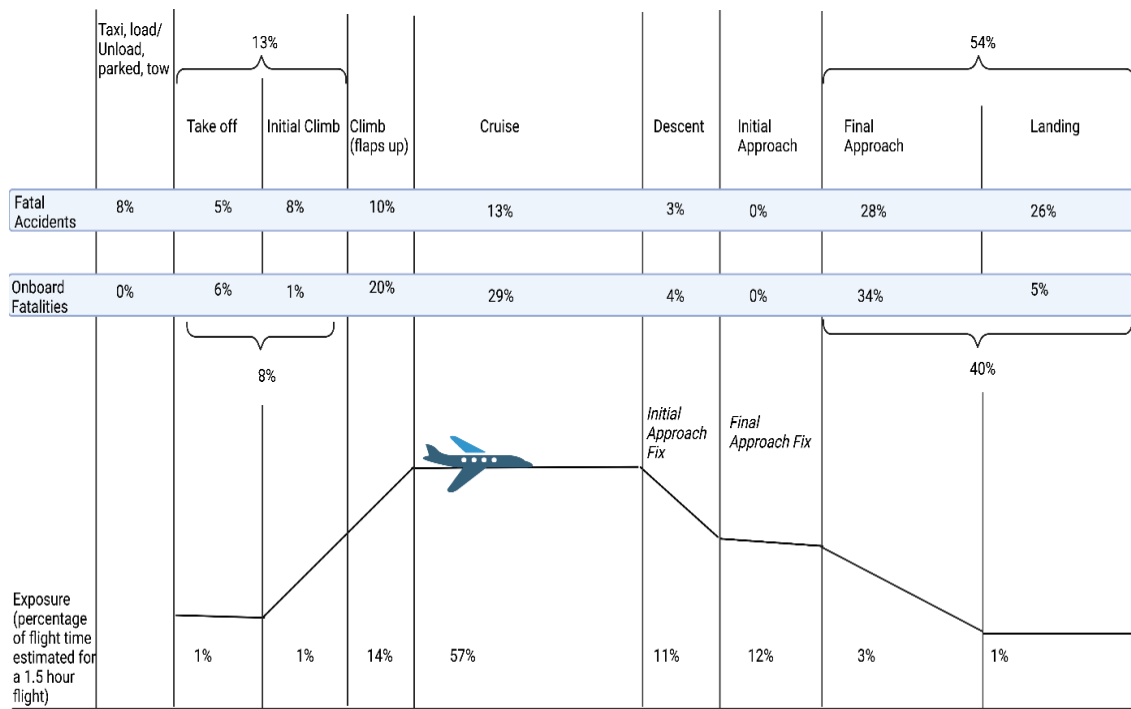 Taxi, load/
Unload,
parked, tow
13%
54%
Take off
Initial Climb
Climb
(flaps up)
Cruise
Descent
Initial
Approach
Final
Approach
Landing
Fatal
Accidents
8%
5%
8%
10%
13%
3%
0%
28%
26%
Onboard
Fatalities
0%
6%
1%
20%
29%
4%
0%
34%
5%
8%
40%
Initial
Approach
Fix
Final
Approach Fix
Exposure
(percentage
of flight time
estimated for
a 1.5 hour
flight)
1%
1%
14%
57%
11%
12%
3%
1%